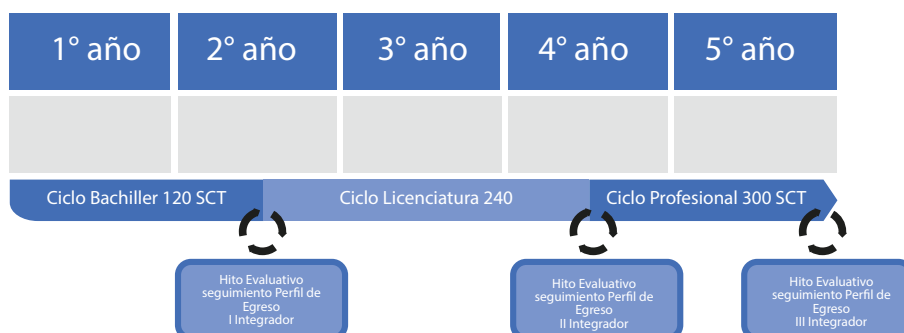 1° año
2° año
3° año
4° año
5° año
Ciclo Bachiller 120 SCT
Ciclo Licenciatura 240
Ciclo Profesional 300 SCT
Hito Evaluativo
seguimiento Perfil de
Egreso
I Integrador
Hito Evaluativo
seguimiento Perfil de
Egreso
II Integrador
Hito Evaluativo
seguimiento Perfil de
Egreso
III Integrador